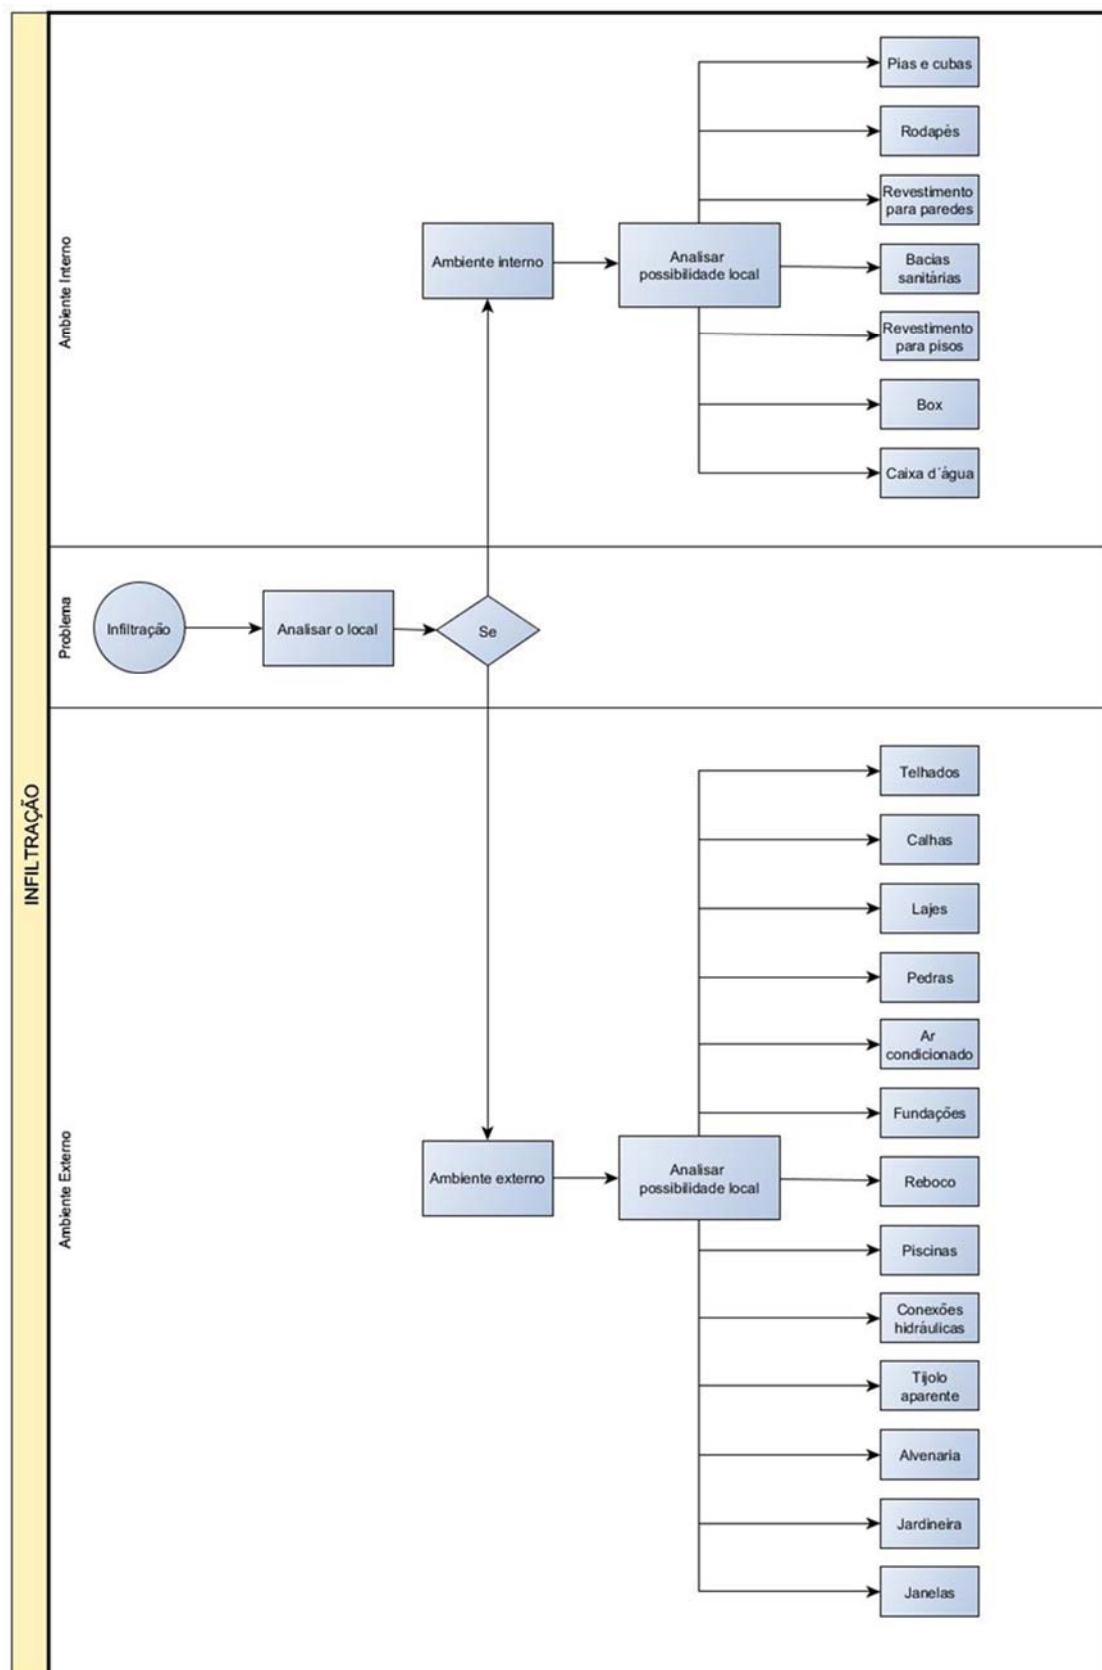 INFILTRAÇÃO
Ambiente Interno
Ambiente interno
Analisar
possibilidade local
Pias e cubas
Rodapés
Revestimento
para paredes
Bacias
sanitárias
Revestimento
para pisos
Box
Caixa d´água
Problema
Infiltração
Analisar o local
Se
Ambiente Externo
Ambiente externo
Analisar
possibilidade local
Telhados
Calhas
Lajes
Pedras
Ar
condicionado
Fundações
Reboco
Piscinas
Conexões
hidráulicas
Tijolo
aparente
Alvenaria
Jardineira
Janelas